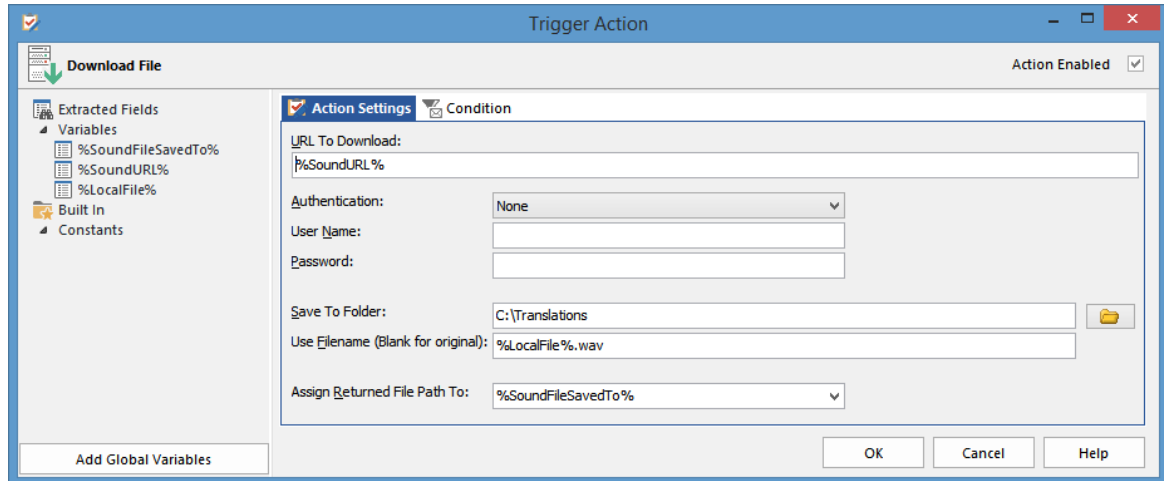 Trigger Action
Download File
Action Enabled
Extracted Fields
Variables
%SoundFileSavedTo%
%SoundURL%
%LocalFile%
Built In
Constants
Add Global Variables
Action Settings
Condition
URL To Download:
%SoundURL%
Authentication: None
User Name:
Password:
Save To Folder: C:\Translations
Use Filename (Blank for original): %LocalFile%.wav
Assign Returned File Path To: %SoundFileSavedTo%
OK Cancel Help